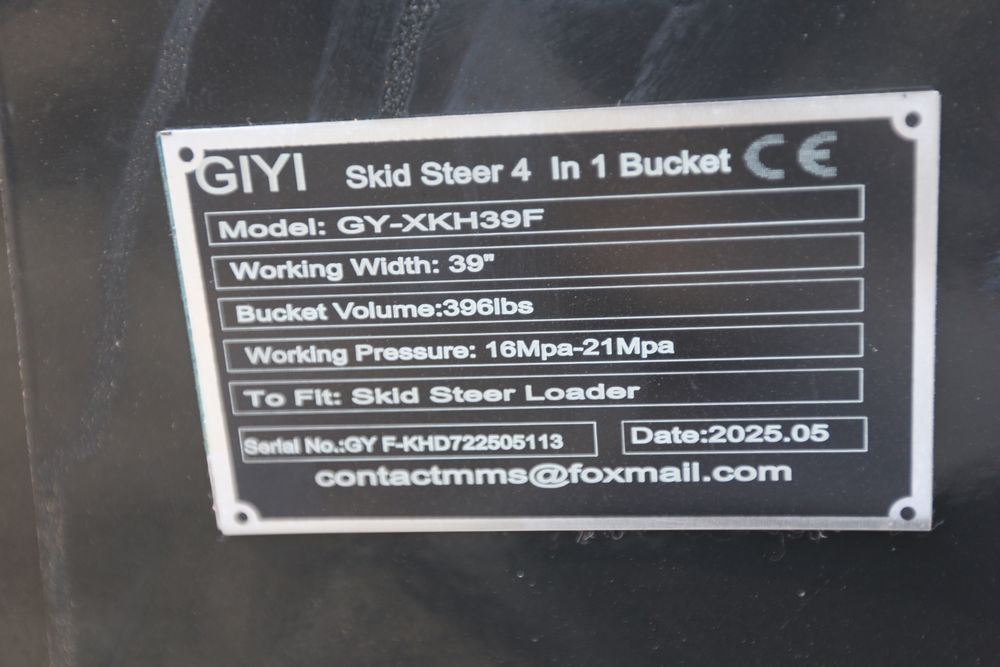 GIYI Skid Steer 4 In 1 Bucket CE
Model: GY-XKH39F
Working Width: 39"
Bucket Volume:396lbs
Working Pressure: 16Mpa-21Mpa
To Fit: Skid Steer Loader
Serial No.:GY F-KHD722505113 Date:2025.05
contactmms@foxmail.com